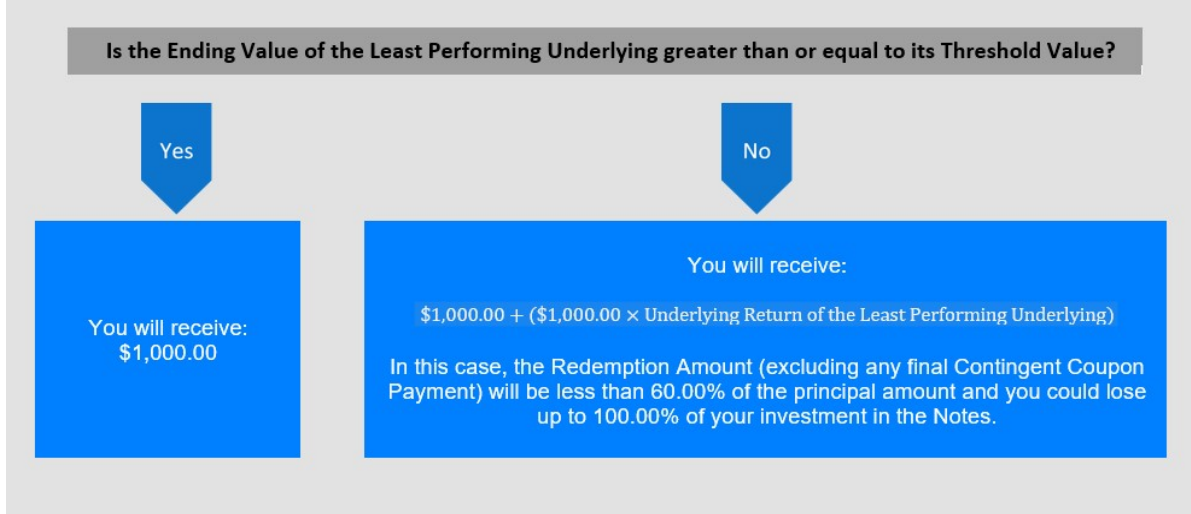 Is the Ending Value of the Least Performing Underlying greater than or equal to its Threshold Value?
Yes
No
You will receive:
$1,000.00
You will receive:
$1,000.00 + ($1,000.00 × Underlying Return of the Least Performing Underlying)
In this case, the Redemption Amount (excluding any final Contingent Coupon
Payment) will be less than 60.00% of the principal amount and you could lose
up to 100.00% of your investment in the Notes.